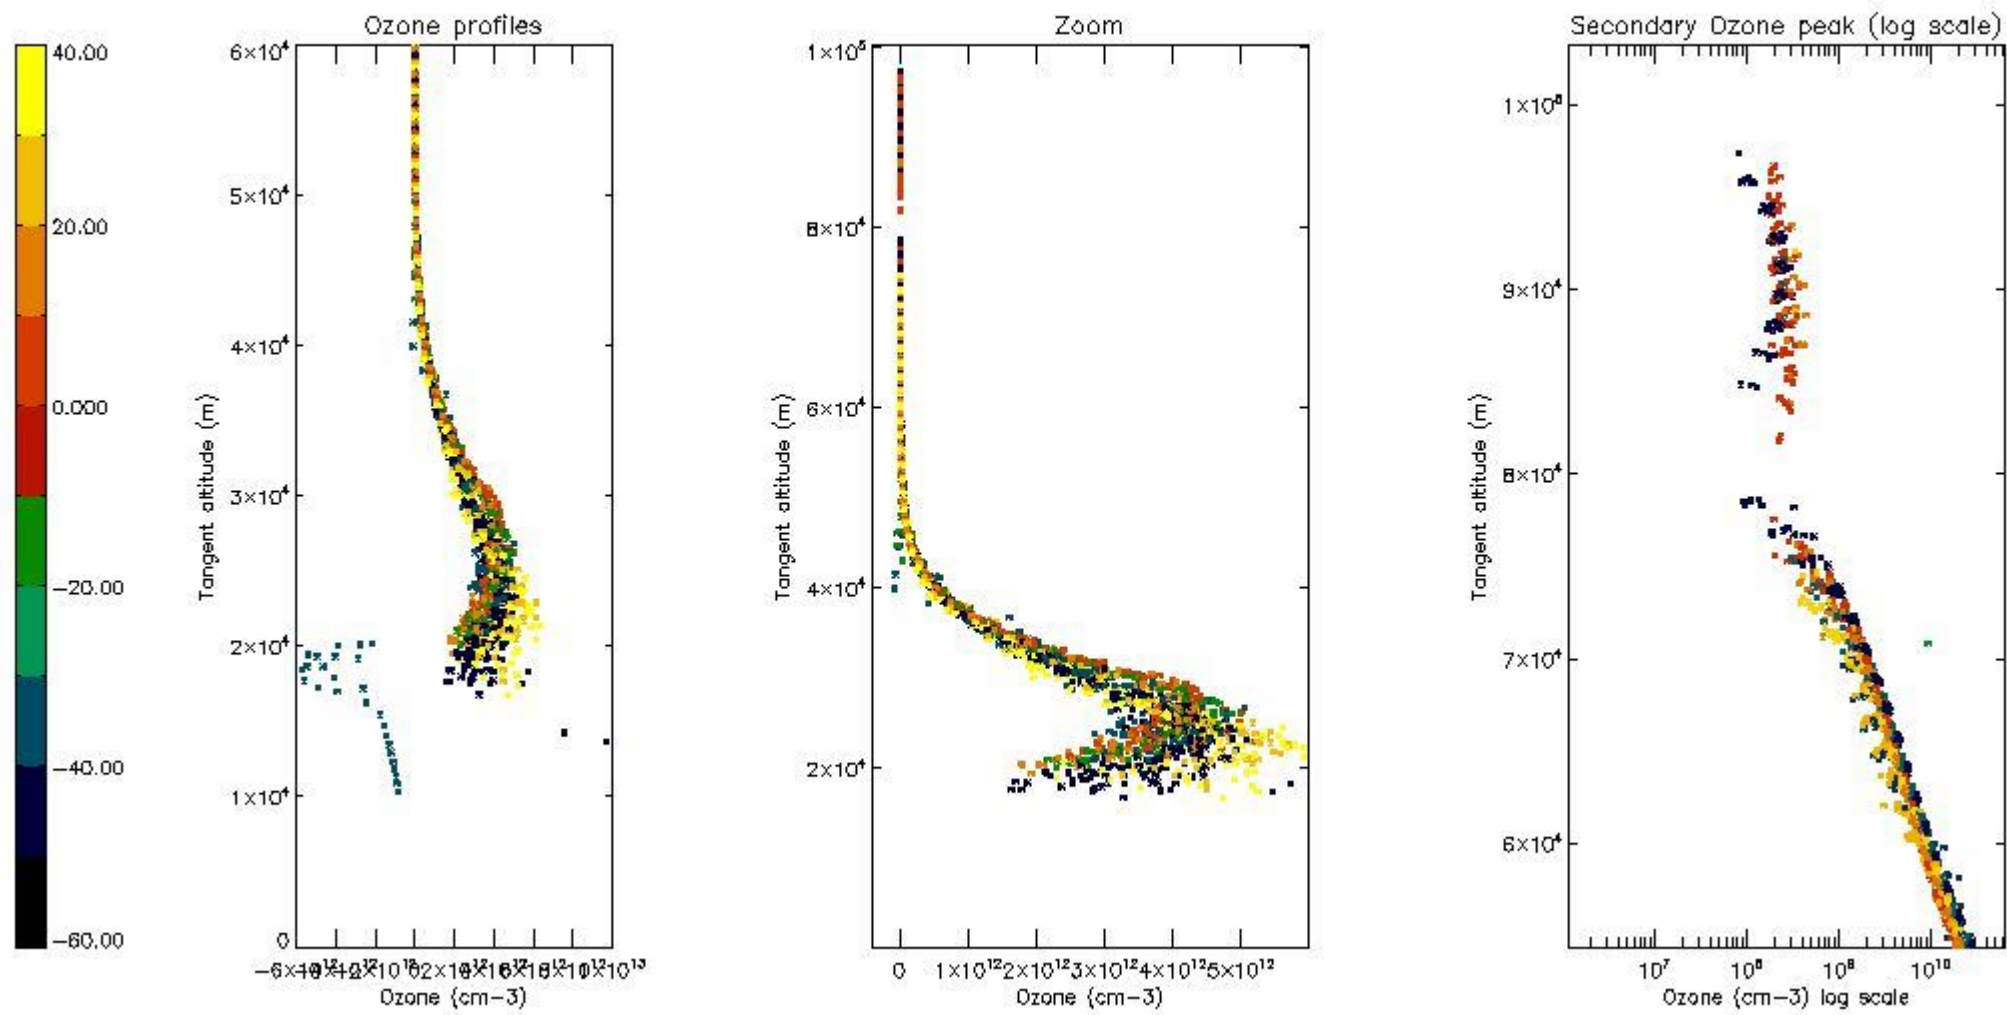 Ozone profiles
Zoom
Secondary Ozone peak (log scale)
40.00
20.00
0.000
−20.00
−40.00
−60.00
Tangent altitude (m)
6×10⁴
5×10⁴
4×10⁴
3×10⁴
2×10⁴
1×10⁴
0
Ozone (cm−3)
Tangent altitude (m)
1×10⁵
8×10⁴
6×10⁴
4×10⁴
2×10⁴
0 1×10¹² 2×10¹² 3×10¹² 4×10¹² 5×10¹²
Ozone (cm−3)
Tangent altitude (m)
9×10⁴
8×10⁴
7×10⁴
6×10⁴
10⁷ 10⁸ 10⁹ 10¹⁰
Ozone (cm−3) log scale